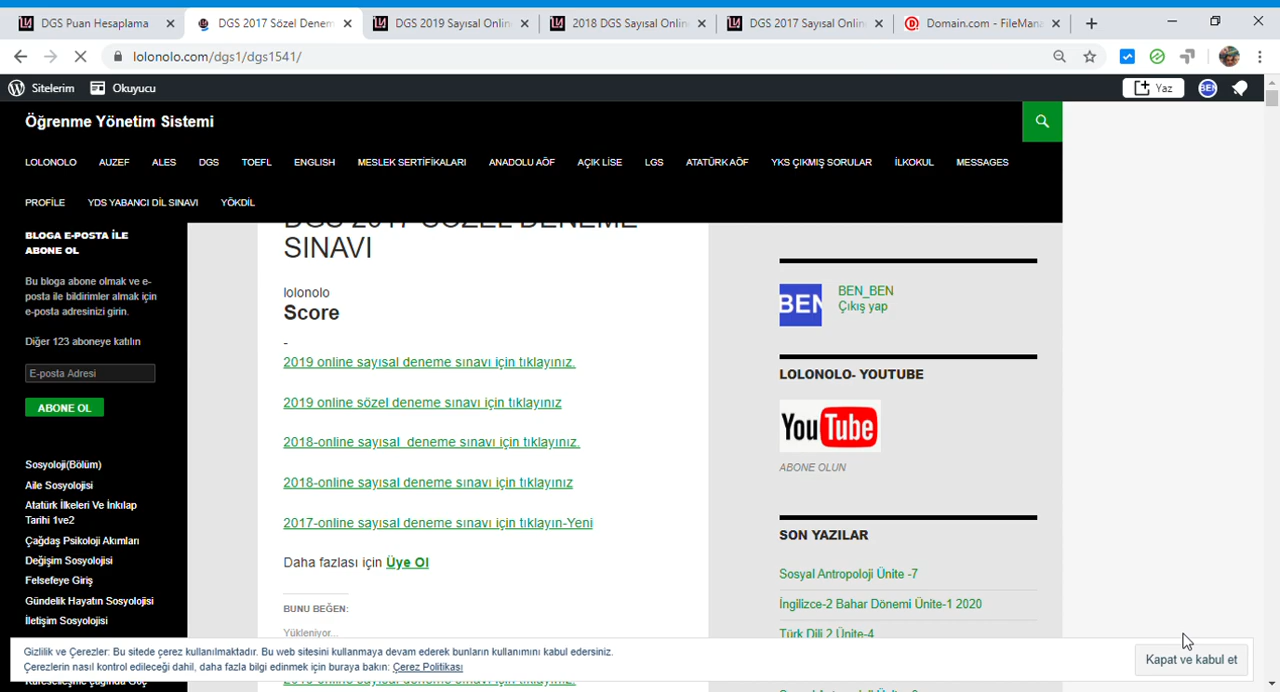 DGS Puan Hesaplama
DGS 2017 Sözel Denem
DGS 2019 Sayısal Onlin
2018 DGS Sayısal Onlin
DGS 2017 Sayısal Onlin
Domain.com - FileMana
lolonolo.com/dgs1/dgs1541/
Sitelerim
Okuyucu
Yaz
BEN
Öğrenme Yönetim Sistemi
LOLONOLO
AUZEF
ALES
DGS
TOEFL
ENGLISH
MESLEK SERTİFİKALARI
ANADOLU AÖF
AÇIK LİSE
LGS
ATATÜRK AÖF
YKS ÇIKMIŞ SORULAR
İLKOKUL
MESSAGES
PROFİLE
YDS YABANCI DİL SINAVI
YÖKDİL
BLOGA E-POSTA İLE
ABONE OL
Bu bloga abone olmak ve e-
posta ile bildirimler almak için
e-posta adresinizi girin.
Diğer 123 aboneye katılın
E-posta Adresi
ABONE OL
Sosyoloji(Bölüm)
Aile Sosyolojisi
Atatürk İlkeleri Ve İnkılap
Tarihi 1ve2
Çağdaş Psikoloji Akımları
Değişim Sosyolojisi
Felsefeye Giriş
Gündelik Hayatın Sosyolojisi
İletişim Sosyolojisi
DGS 2017 SÖZEL DENEME
SINAVI
lolonolo
Score
-
2019 online sayısal deneme sınavı için tıklayınız.
2019 online sözel deneme sınavı için tıklayınız
2018-online sayısal deneme sınavı için tıklayınız.
2018-online sayısal deneme sınavı için tıklayınız
2017-online sayısal deneme sınavı için tıklayın-Yeni
Daha fazlası için Üye Ol
BUNU BEĞEN:
Yükleniyor...
BEN
BEN_BEN
Çıkış yap
LOLONOLO- YOUTUBE
YouTube
ABONE OLUN
SON YAZILAR
Sosyal Antropoloji Ünite -7
İngilizce-2 Bahar Dönemi Ünite-1 2020
Türk Dili 2 Ünite-4
Gizlilik ve Çerezler: Bu sitede çerez kullanılmaktadır. Bu web sitesini kullanmaya devam ederek bunların kullanımını kabul edersiniz.
Çerezlerin nasıl kontrol edileceği dahil, daha fazla bilgi edinmek için buraya bakın: Çerez Politikası
Kapat ve kabul et